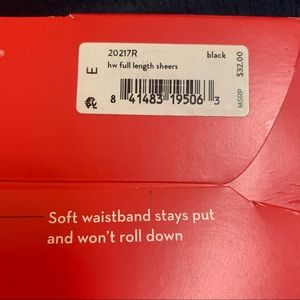 20217R black
E hw full length sheers
8 41483 19506 3
MSRP $32.00
Soft waistband stays put
and won't roll down